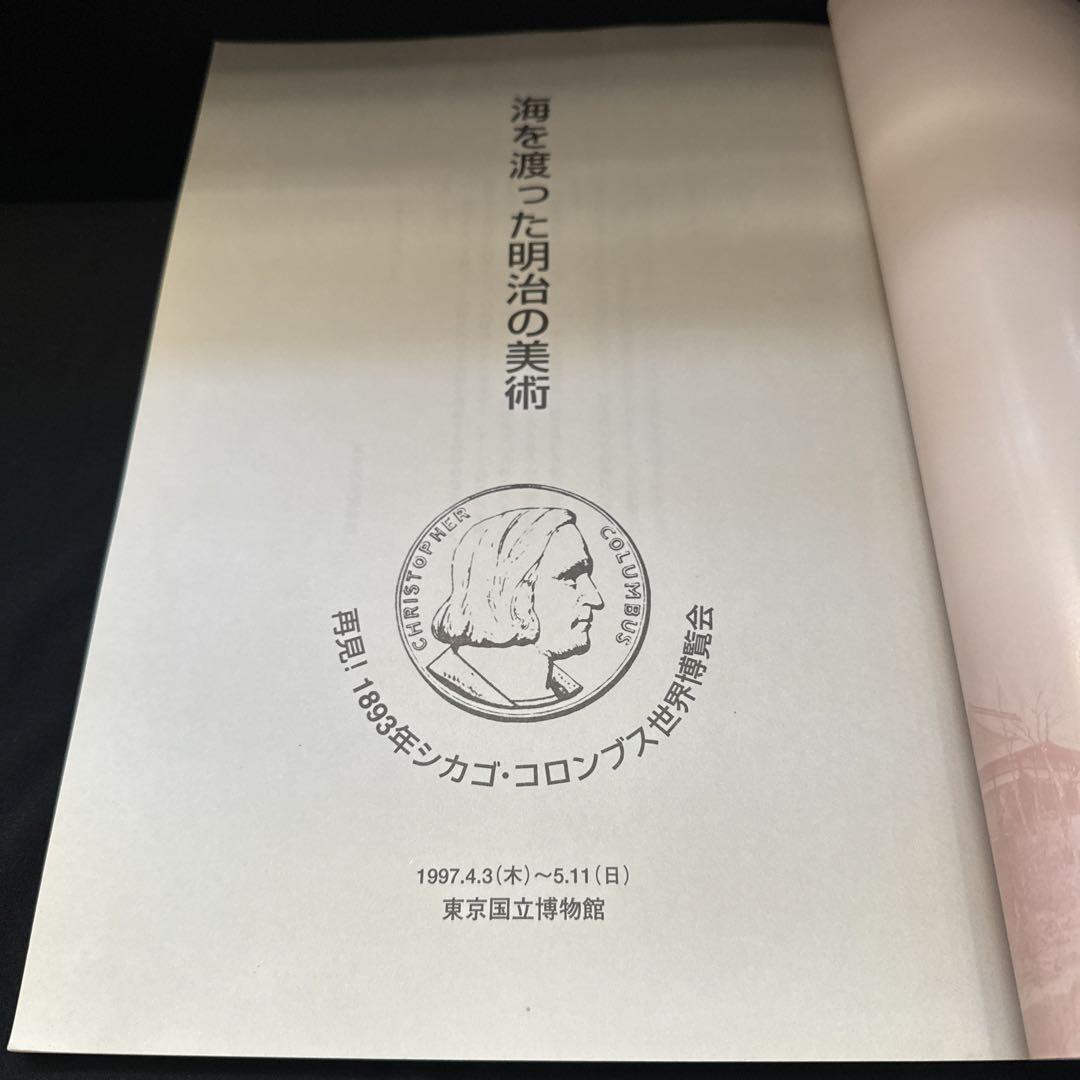 海を渡った明治の美術
CHRISTOPHER COLUMBUS
再見！1893年シカゴ・コロンブス世界博覧会
1997.4.3（木）～5.11（日）
東京国立博物館